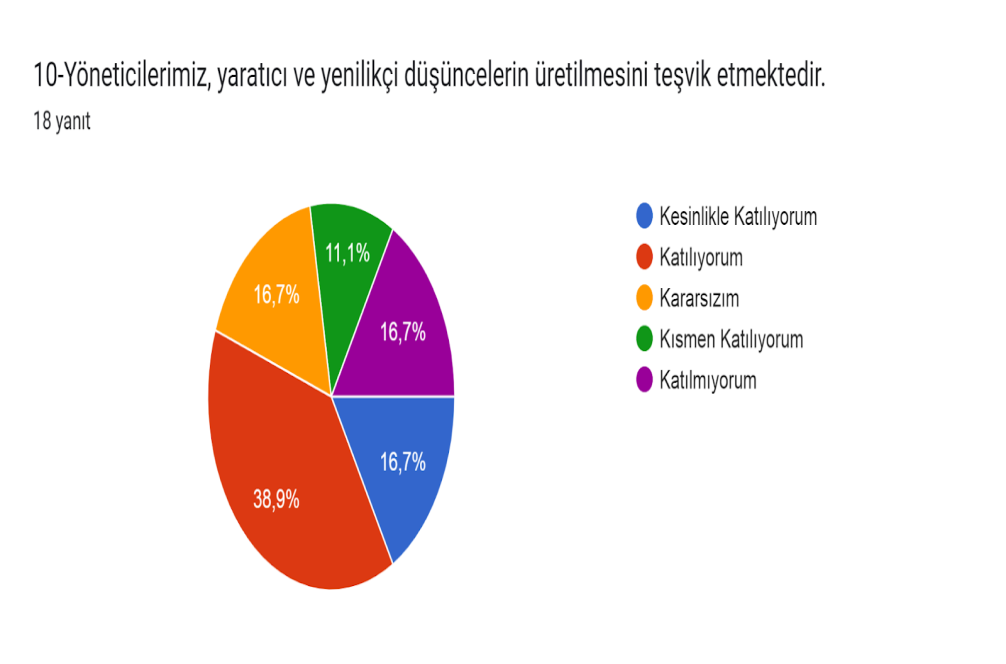 10-Yöneticilerimiz, yaratıcı ve yenilikçi düşüncelerin üretilmesini teşvik etmektedir.
18 yanıt
11,1%
16,7%
16,7%
16,7%
38,9%
Kesinlikle Katılıyorum
Katılıyorum
Kararsızım
Kısmen Katılıyorum
Katılmıyorum